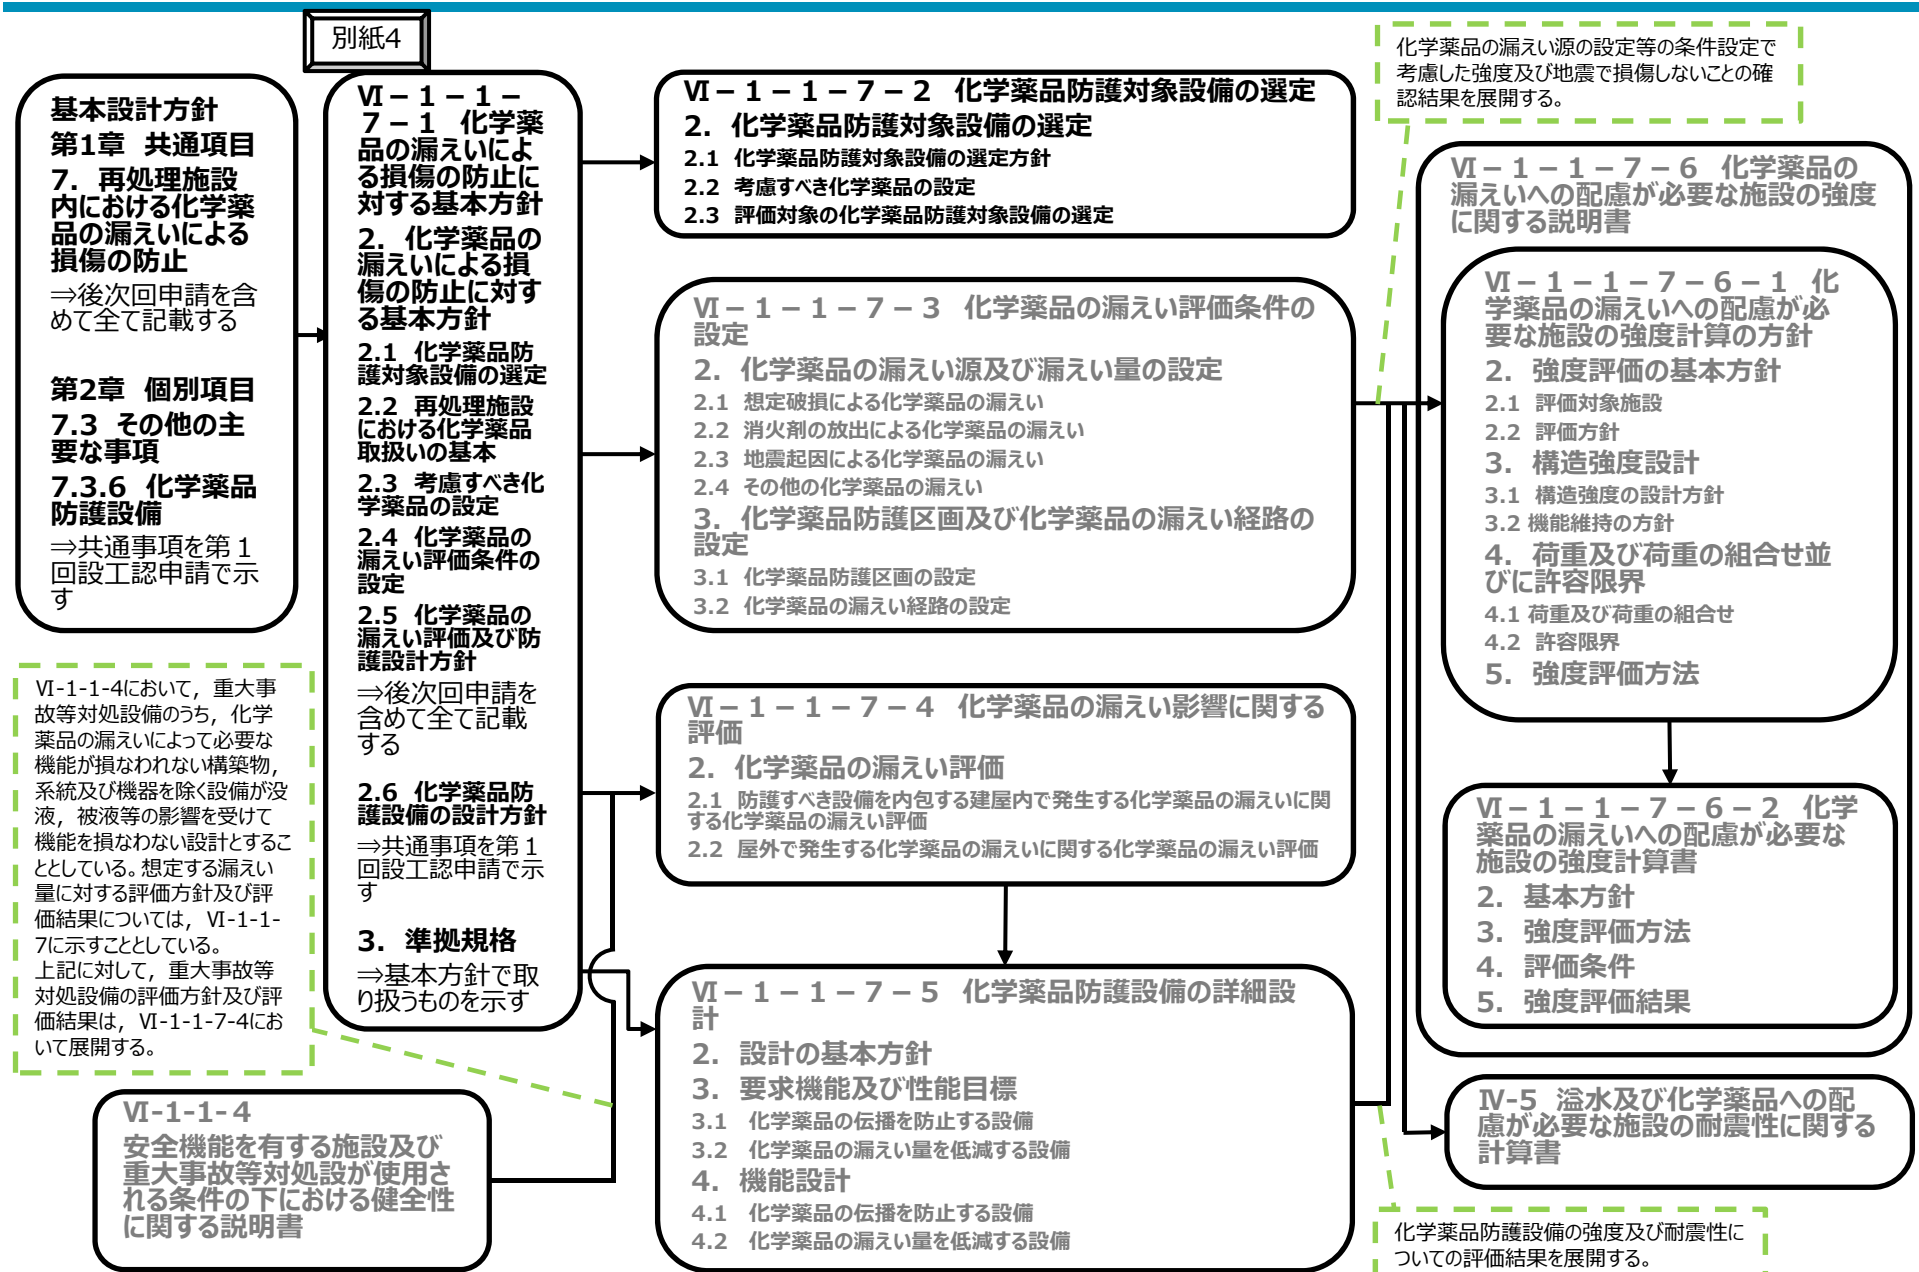 別紙4
基本設計方針
第1章 共通項目
7. 再処理施設
内における化学薬
品の漏えいによる
損傷の防止
⇒後次回申請を含
めて全て記載する
第2章 個別項目
7.3 その他の主
要な事項
7.3.6 化学薬品
防護設備
⇒共通事項を第１
回設工認申請で示
す
Ⅵ－１－１－
７－１ 化学薬
品の漏えいによ
る損傷の防止に
対する基本方針
2. 化学薬品の
漏えいによる損
傷の防止に対す
る基本方針
2.1 化学薬品防
護対象設備の選定
2.2 再処理施設
における化学薬品
取扱いの基本
2.3 考慮すべき化
学薬品の設定
2.4 化学薬品の
漏えい評価条件の
設定
2.5 化学薬品の
漏えい評価及び防
護設計方針
⇒後次回申請を
含めて全て記載
する
2.6 化学薬品防
護設備の設計方針
⇒共通事項を第１
回設工認申請で示
す
3. 準拠規格
⇒基本方針で取
り扱うものを示す
Ⅵ－１－１－７－２ 化学薬品防護対象設備の選定
2. 化学薬品防護対象設備の選定
2.1 化学薬品防護対象設備の選定方針
2.2 考慮すべき化学薬品の設定
2.3 評価対象の化学薬品防護対象設備の選定
Ⅵ－１－１－７－３ 化学薬品の漏えい評価条件の
設定
2. 化学薬品の漏えい源及び漏えい量の設定
2.1 想定破損による化学薬品の漏えい
2.2 消火剤の放出による化学薬品の漏えい
2.3 地震起因による化学薬品の漏えい
2.4 その他の化学薬品の漏えい
3. 化学薬品防護区画及び化学薬品の漏えい経路の
設定
3.1 化学薬品防護区画の設定
3.2 化学薬品の漏えい経路の設定
Ⅵ－１－１－７－４ 化学薬品の漏えい影響に関する
評価
2. 化学薬品の漏えい評価
2.1 防護すべき設備を内包する建屋内で発生する化学薬品の漏えいに関
する化学薬品の漏えい評価
2.2 屋外で発生する化学薬品の漏えいに関する化学薬品の漏えい評価
Ⅵ－１－１－７－５ 化学薬品防護設備の詳細設
計
2. 設計の基本方針
3. 要求機能及び性能目標
3.1 化学薬品の伝播を防止する設備
3.2 化学薬品の漏えい量を低減する設備
4. 機能設計
4.1 化学薬品の伝播を防止する設備
4.2 化学薬品の漏えい量を低減する設備
化学薬品の漏えい源の設定等の条件設定で
考慮した強度及び地震で損傷しないことの確
認結果を展開する。
Ⅵ－１－１－７－６ 化学薬品の
漏えいへの配慮が必要な施設の強度
に関する説明書
Ⅵ－１－１－７－６－１ 化
学薬品の漏えいへの配慮が必
要な施設の強度計算の方針
2. 強度評価の基本方針
2.1 評価対象施設
2.2 評価方針
3. 構造強度設計
3.1 構造強度の設計方針
3.2 機能維持の方針
4. 荷重及び荷重の組合せ並
びに許容限界
4.1 荷重及び荷重の組合せ
4.2 許容限界
5. 強度評価方法
Ⅵ－１－１－７－６－２ 化学
薬品の漏えいへの配慮が必要な
施設の強度計算書
2. 基本方針
3. 強度評価方法
4. 評価条件
5. 強度評価結果
Ⅳ-5 溢水及び化学薬品への配
慮が必要な施設の耐震性に関する
計算書
化学薬品防護設備の強度及び耐震性に
ついての評価結果を展開する。
Ⅵ-1-1-4において，重大事
故等対処設備のうち，化学
薬品の漏えいによって必要な
機能が損なわれない構築物，
系統及び機器を除く設備が没
液，被液等の影響を受けて
機能を損なわない設計とするこ
ととしている。想定する漏えい
量に対する評価方針及び評
価結果については，Ⅵ-1-1-
7に示すこととしている。
上記に対して，重大事故等
対処設備の評価方針及び評
価結果は，Ⅵ-1-1-7-4にお
いて展開する。
Ⅵ-1-1-４
安全機能を有する施設及び
重大事故等対処設が使用さ
れる条件の下における健全性
に関する説明書